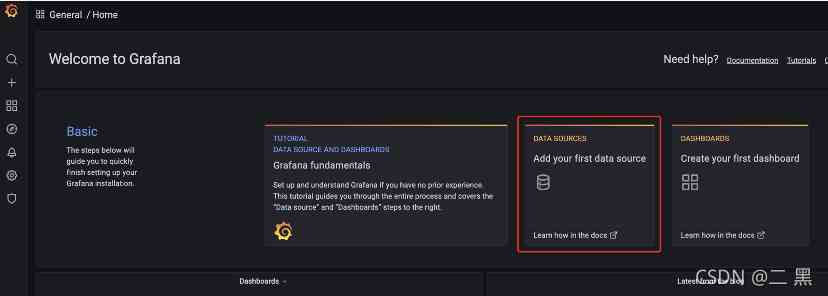 General / Home
Welcome to Grafana
Need help? Documentation Tutorials
Basic
The steps below will
guide you to quickly
finish setting up your
Grafana installation.
TUTORIAL
DATA SOURCE AND DASHBOARDS
Grafana fundamentals
Set up and understand Grafana if you have no prior experience.
This tutorial guides you through the entire process and covers the
"Data source" and "Dashboards" steps to the right.
DATA SOURCES
Add your first data source
Learn how in the docs
DASHBOARDS
Create your first dashboard
Learn how in the docs
Dashboards
Latest from the blog
CSDN @二 黑